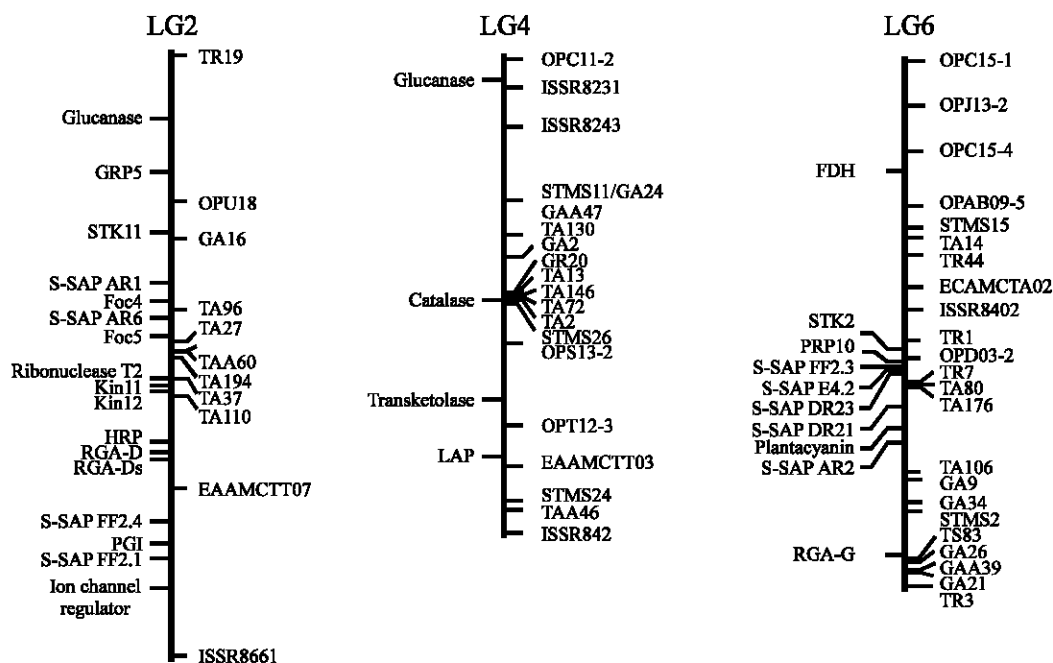 LG2
TR19
Glucanase
GRP5
OPU18
STK11
GA16
S-SAP AR1
Foc4
TA96
S-SAP AR6
TA27
Foc5
TAA60
Ribonuclease T2
TA194
Kin11
TA37
Kin12
TA110
HRP
RGA-D
RGA-Ds
EAAMCTT07
S-SAP FF2.4
PGI
S-SAP FF2.1
Ion channel
regulator
ISSR8661
LG4
OPC11-2
Glucanase
ISSR8231
ISSR8243
STMS11/GA24
GAA47
TA130
GA2
GR20
TA13
Catalase
TA146
TA72
TA2
STMS26
OPS13-2
Transketolase
OPT12-3
LAP
EAAMCTT03
STMS24
TAA46
ISSR842
LG6
OPC15-1
OPJ13-2
OPC15-4
FDH
OPAB09-5
STMS15
TA14
TR44
ECAMCTA02
ISSR8402
STK2
TR1
PRP10
OPD03-2
S-SAP FF2.3
TR7
S-SAP E4.2
TA80
S-SAP DR23
TA176
S-SAP DR21
Plantacyanin
S-SAP AR2
TA106
GA9
GA34
STMS2
TS83
RGA-G
GA26
GAA39
GA21
TR3